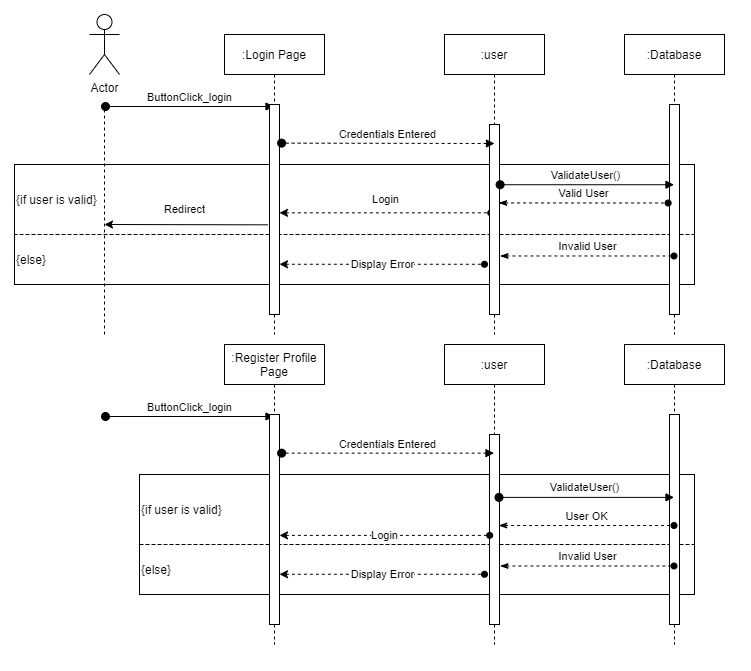 :Login Page
:user
:Database
Actor
ButtonClick_login
Credentials Entered
ValidateUser()
{if user is valid}
Valid User
Login
Redirect
Invalid User
{else}
Display Error
:Register Profile
Page
:user
:Database
ButtonClick_login
Credentials Entered
ValidateUser()
{if user is valid}
User OK
Login
Invalid User
{else}
Display Error